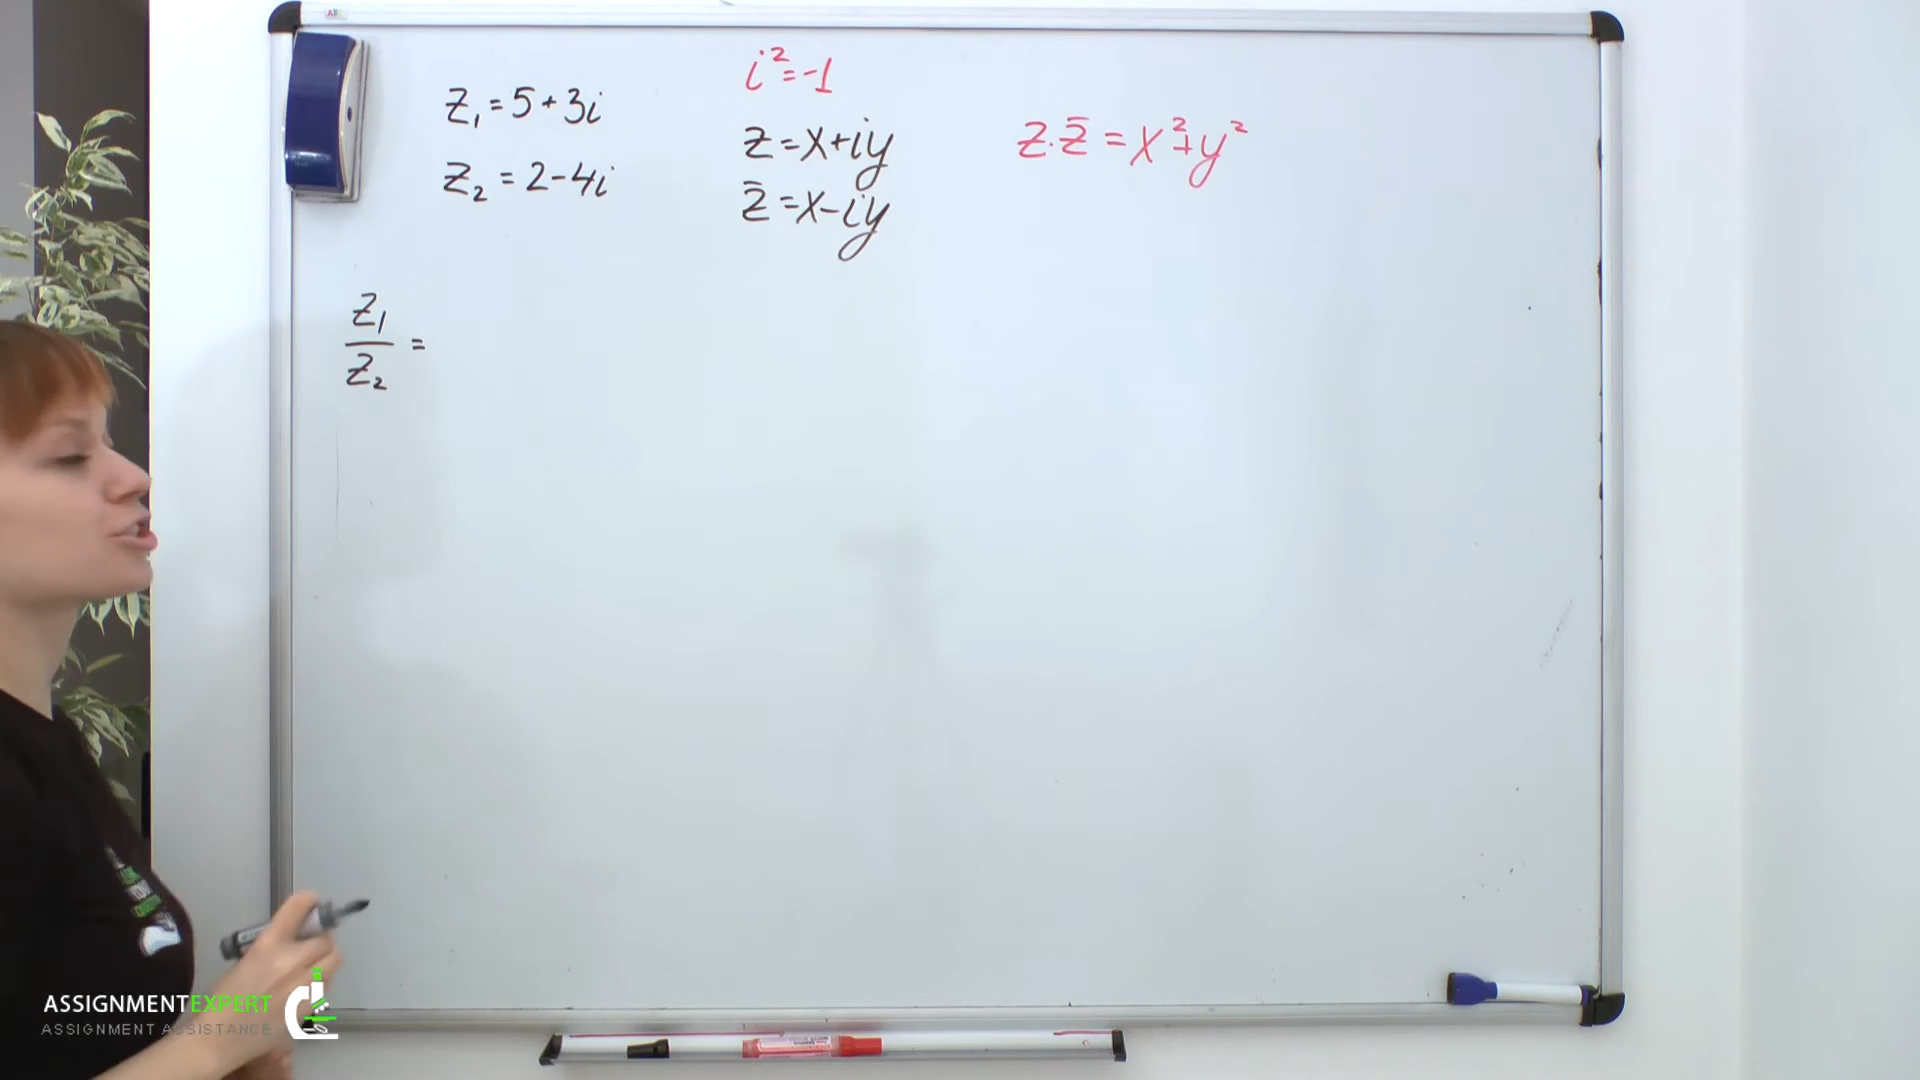 i²=-1
z₁=5+3i
z=x+iy
z·z̄=x²+y²
z₂=2-4i
z̄=x-iy
z₁/z₂=
ASSIGNMENTEXPERT
ASSIGNMENT ASSISTANCE